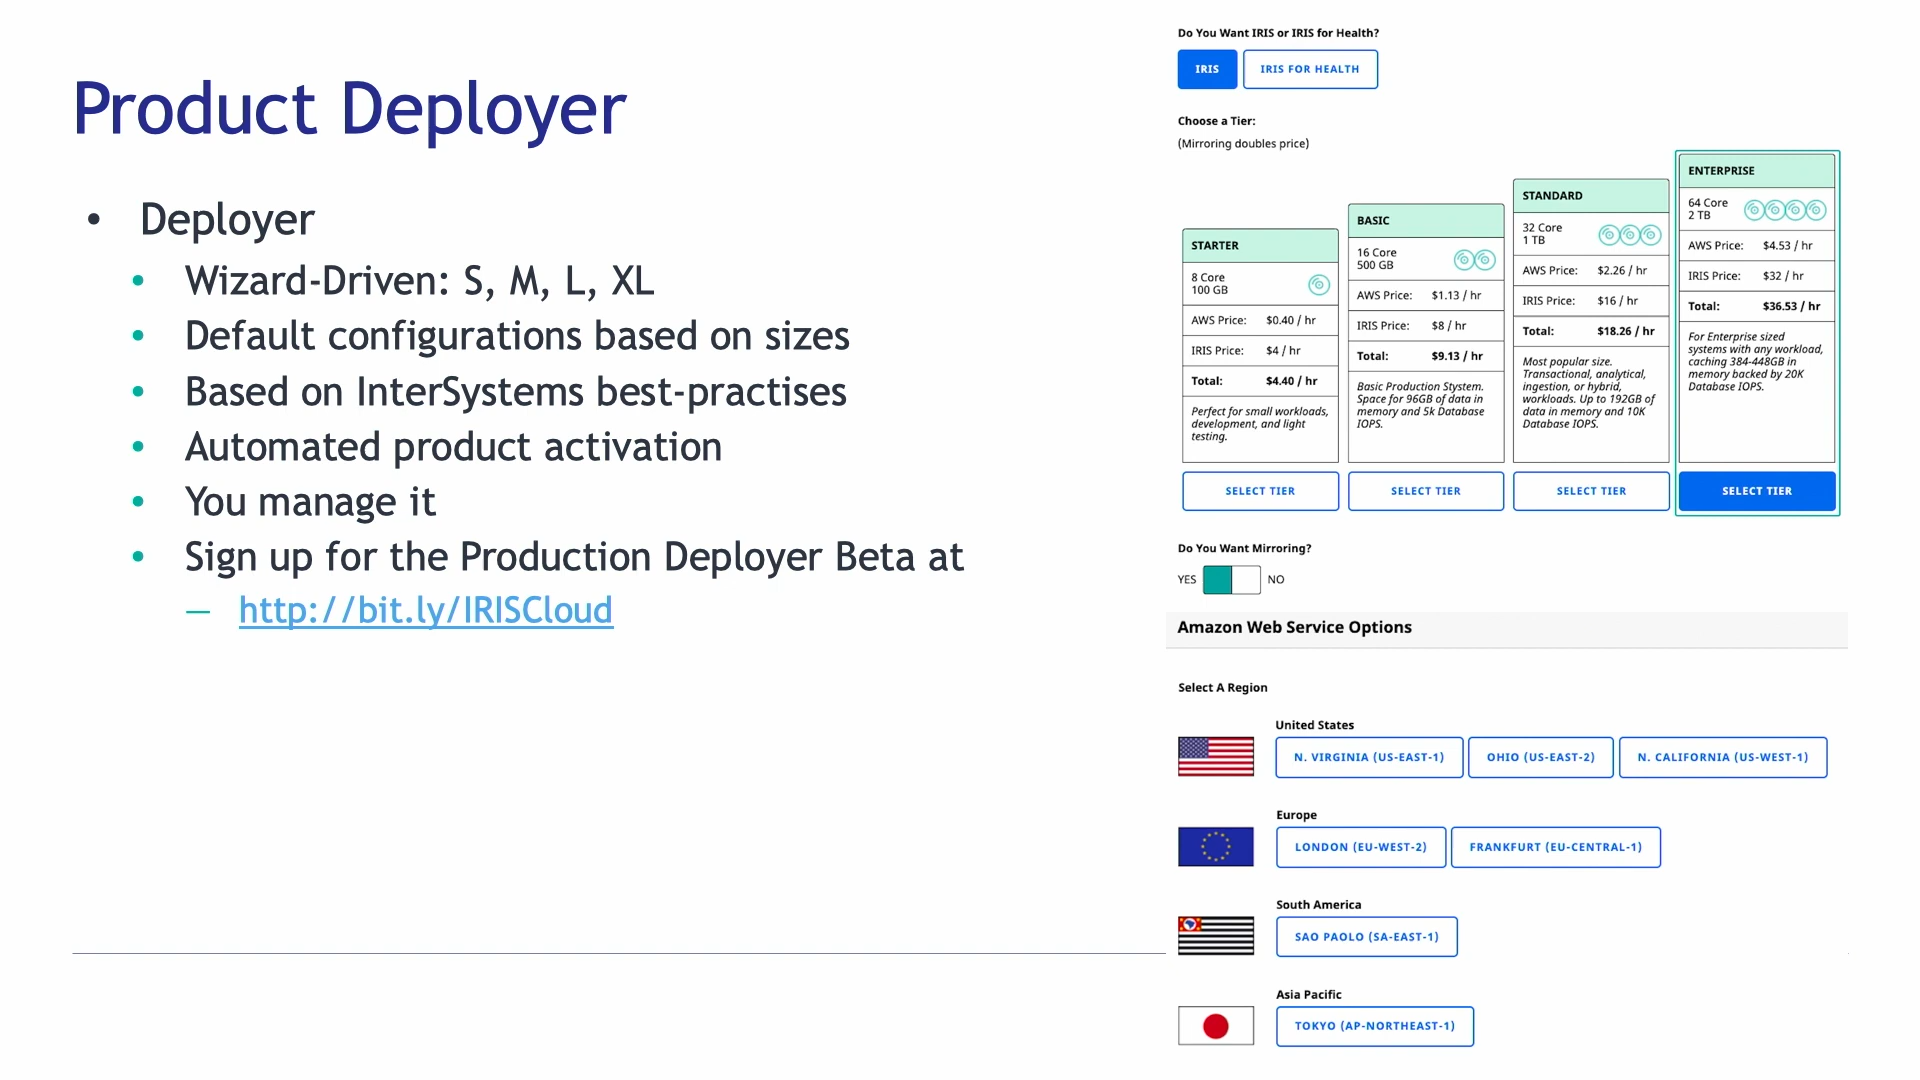 Product Deployer
• Deployer
• Wizard-Driven: S, M, L, XL
• Default configurations based on sizes
• Based on InterSystems best-practises
• Automated product activation
• You manage it
• Sign up for the Production Deployer Beta at
— http://bit.ly/IRISCloud
Do You Want IRIS or IRIS for Health?
IRIS
IRIS FOR HEALTH
Choose a Tier:
(Mirroring doubles price)
STARTER
8 Core
100 GB
AWS Price: $0.40 / hr
IRIS Price: $4 / hr
Total: $4.40 / hr
Perfect for small workloads,
development, and light
testing.
SELECT TIER
BASIC
16 Core
500 GB
AWS Price: $1.13 / hr
IRIS Price: $8 / hr
Total: $9.13 / hr
Basic Production System.
Space for 96GB of data in
memory and 5k Database
IOPS.
SELECT TIER
STANDARD
32 Core
1 TB
AWS Price: $2.26 / hr
IRIS Price: $16 / hr
Total: $18.26 / hr
Most popular size.
Transactional, analytical,
ingestion, or hybrid,
workloads. Up to 192GB of
data in memory and 10K
Database IOPS.
SELECT TIER
ENTERPRISE
64 Core
2 TB
AWS Price: $4.53 / hr
IRIS Price: $32 / hr
Total: $36.53 / hr
For Enterprise sized
systems with any workload,
caching 384-448GB in
memory backed by 20K
Database IOPS.
SELECT TIER
Do You Want Mirroring?
YES NO
Amazon Web Service Options
Select A Region
United States
N. VIRGINIA (US-EAST-1) OHIO (US-EAST-2) N. CALIFORNIA (US-WEST-1)
Europe
LONDON (EU-WEST-2) FRANKFURT (EU-CENTRAL-1)
South America
SAO PAOLO (SA-EAST-1)
Asia Pacific
TOKYO (AP-NORTHEAST-1)